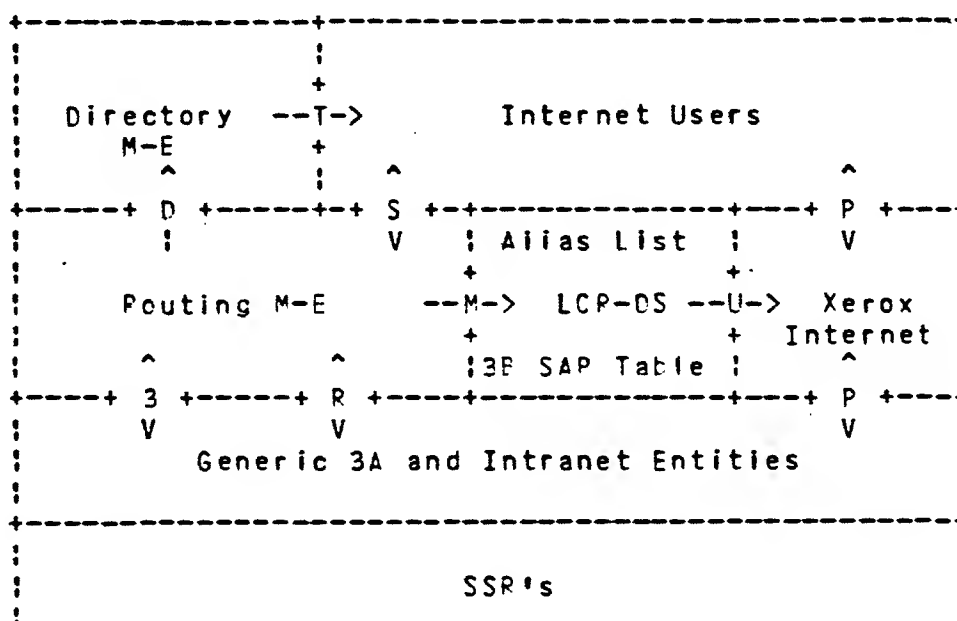 Directory --T-> Internet Users
M-E
D S P
V Alias List V
Routing M-E --M-> LCP-DS --U-> Xerox
Internet
3B SAP Table
3 R P
V V V
Generic 3A and Intranet Entities
SSR's